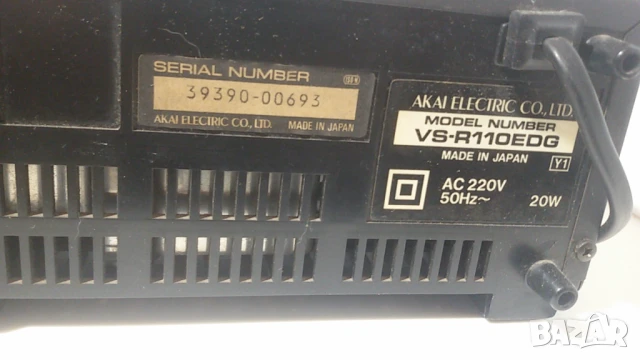 SERIAL NUMBER
39390-00693
AKAI ELECTRIC CO., LTD. MADE IN JAPAN
AKAI ELECTRIC CO., LTD.
MODEL NUMBER
VS-R110EDG
MADE IN JAPAN Y1
AC 220V
50Hz~ 20W
bazar